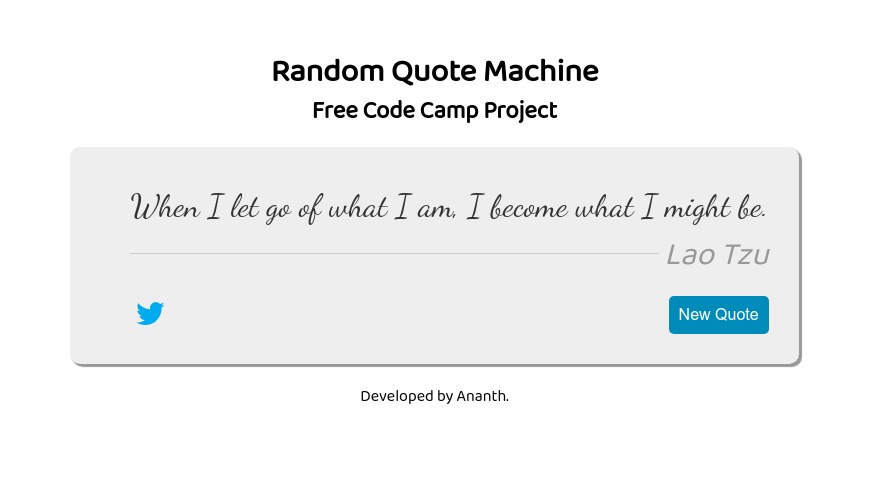 Random Quote Machine
Free Code Camp Project
When I let go of what I am, I become what I might be.
Lao Tzu
New Quote
Developed by Ananth.